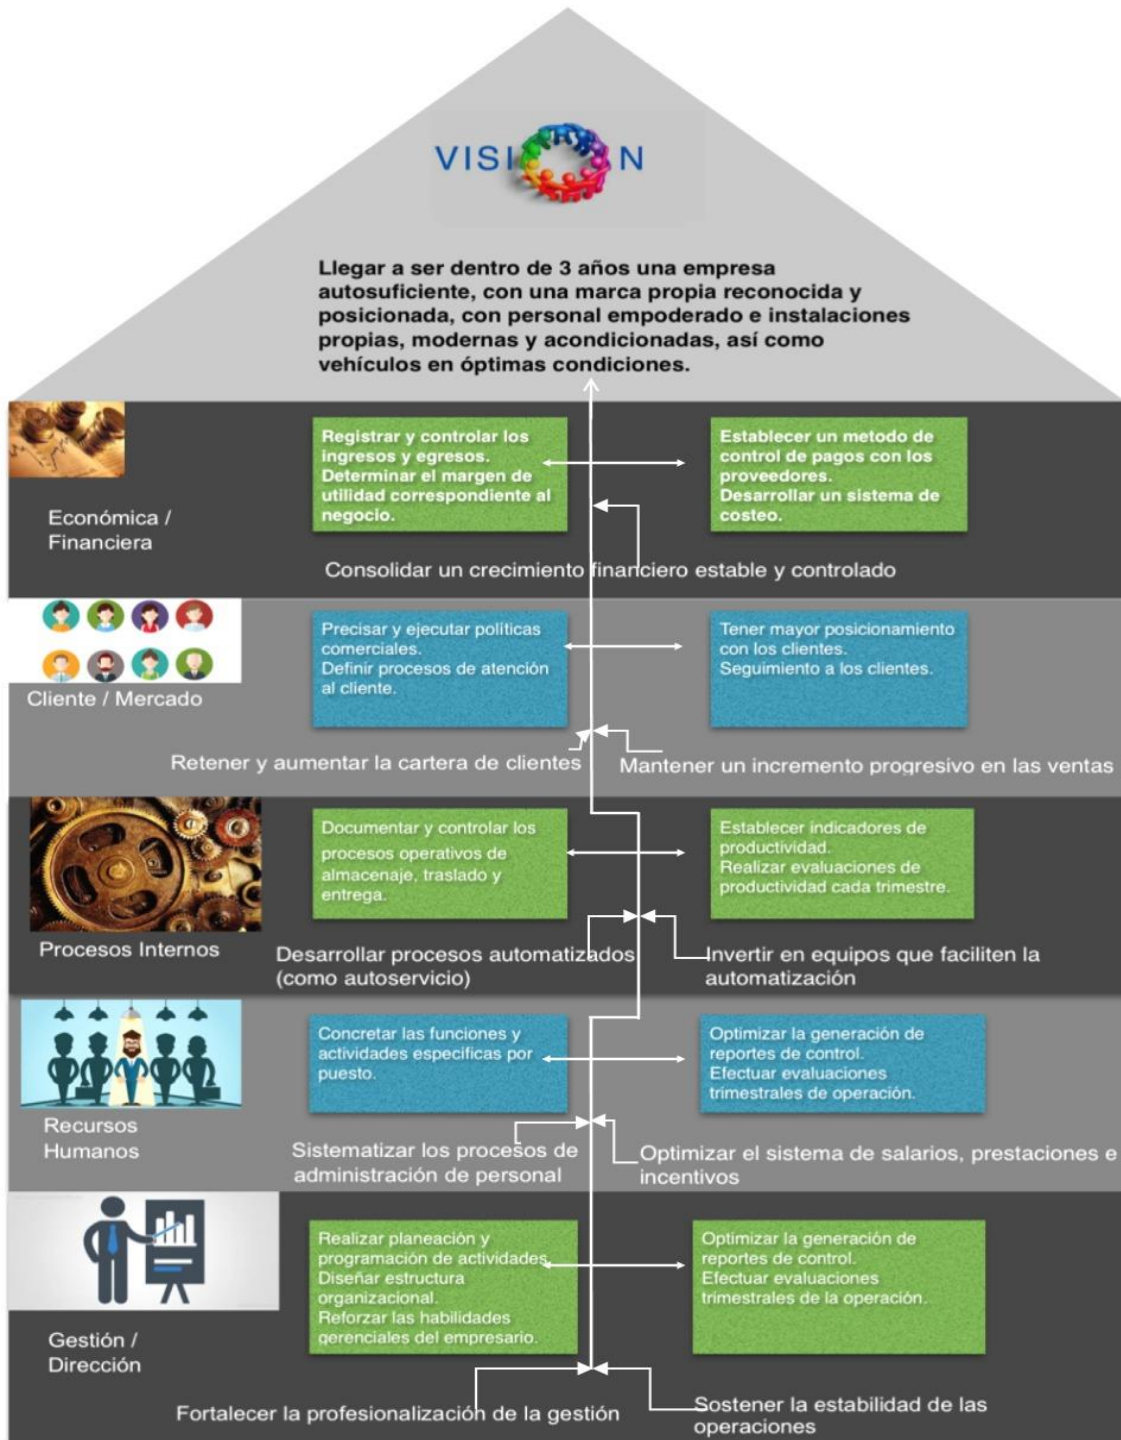 VISION
Llegar a ser dentro de 3 años una empresa
autosuficiente, con una marca propia reconocida y
posicionada, con personal empoderado e instalaciones
propias, modernas y acondicionadas, así como
vehículos en óptimas condiciones.
Económica /
Financiera
Registrar y controlar los
ingresos y egresos.
Determinar el margen de
utilidad correspondiente al
negocio.
Establecer un metodo de
control de pagos con los
proveedores.
Desarrollar un sistema de
costeo.
Consolidar un crecimiento financiero estable y controlado
Cliente / Mercado
Precisar y ejecutar políticas
comerciales.
Definir procesos de atención
al cliente.
Tener mayor posicionamiento
con los clientes.
Seguimiento a los clientes.
Retener y aumentar la cartera de clientes
Mantener un incremento progresivo en las ventas
Procesos Internos
Documentar y controlar los
procesos operativos de
almacenaje, traslado y
entrega.
Establecer indicadores de
productividad.
Realizar evaluaciones de
productividad cada trimestre.
Desarrollar procesos automatizados
(como autoservicio)
Invertir en equipos que faciliten la
automatización
Recursos
Humanos
Concretar las funciones y
actividades especificas por
puesto.
Optimizar la generación de
reportes de control.
Efectuar evaluaciones
trimestrales de operación.
Sistematizar los procesos de
administración de personal
Optimizar el sistema de salarios, prestaciones e
incentivos
Gestión /
Dirección
Realizar planeación y
programación de actividades.
Diseñar estructura
organizacional.
Reforzar las habilidades
gerenciales del empresario.
Optimizar la generación de
reportes de control.
Efectuar evaluaciones
trimestrales de la operación.
Fortalecer la profesionalización de la gestión
Sostener la estabilidad de las
operaciones